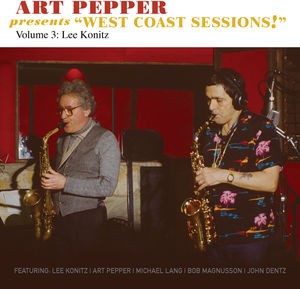 ART PEPPER
presents “WEST COAST SESSIONS!”
Volume 3: Lee Konitz
FEATURING: LEE KONITZ | ART PEPPER | MICHAEL LANG | BOB MAGNUSSON | JOHN DENTZ